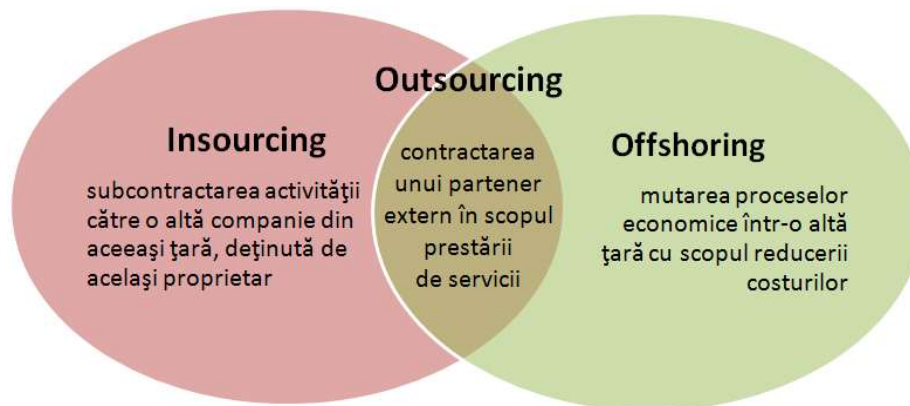 Outsourcing
Insourcing
subcontractarea activităţii
către o altă companie din
aceeaşi ţară, deţinută de
acelaşi proprietar
contractarea
unui partener
extern în scopul
prestării
de servicii
Offshoring
mutarea proceselor
economice într-o altă
ţară cu scopul reducerii
costurilor